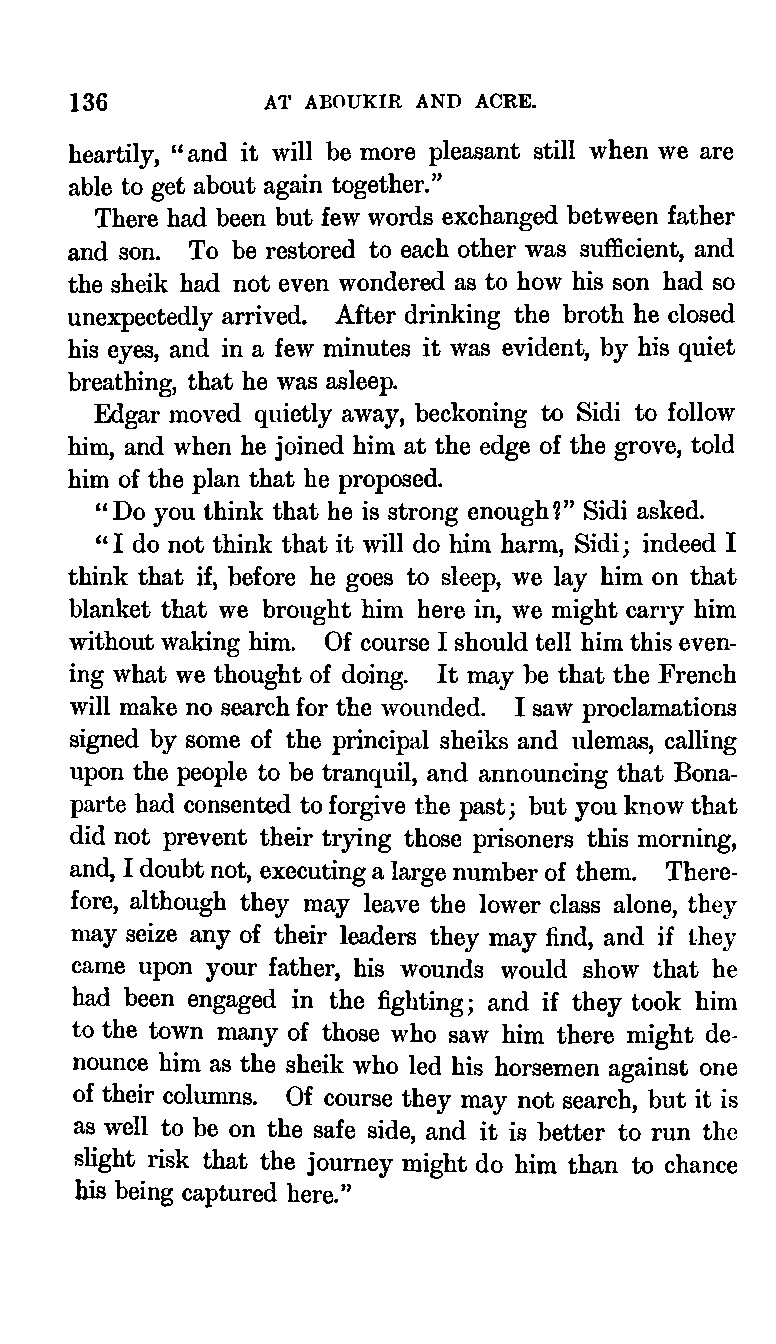 136 AT ABOUKIR AND ACRE.
heartily, "and it will be more pleasant still when we are
able to get about again together."
There had been but few words exchanged between father
and son. To be restored to each other was sufficient, and
the sheik had not even wondered as to how his son had so
unexpectedly arrived. After drinking the broth he closed
his eyes, and in a few minutes it was evident, by his quiet
breathing, that he was asleep.
Edgar moved quietly away, beckoning to Sidi to follow
him, and when he joined him at the edge of the grove, told
him of the plan that he proposed.
"Do you think that he is strong enough?" Sidi asked.
"I do not think that it will do him harm, Sidi; indeed I
think that if, before he goes to sleep, we lay him on that
blanket that we brought him here in, we might carry him
without waking him. Of course I should tell him this even-
ing what we thought of doing. It may be that the French
will make no search for the wounded. I saw proclamations
signed by some of the principal sheiks and ulemas, calling
upon the people to be tranquil, and announcing that Bona-
parte had consented to forgive the past; but you know that
did not prevent their trying those prisoners this morning,
and, I doubt not, executing a large number of them. There-
fore, although they may leave the lower class alone, they
may seize any of their leaders they may find, and if they
came upon your father, his wounds would show that he
had been engaged in the fighting; and if they took him
to the town many of those who saw him there might de-
nounce him as the sheik who led his horsemen against one
of their columns. Of course they may not search, but it is
as well to be on the safe side, and it is better to run the
slight risk that the journey might do him than to chance
his being captured here."